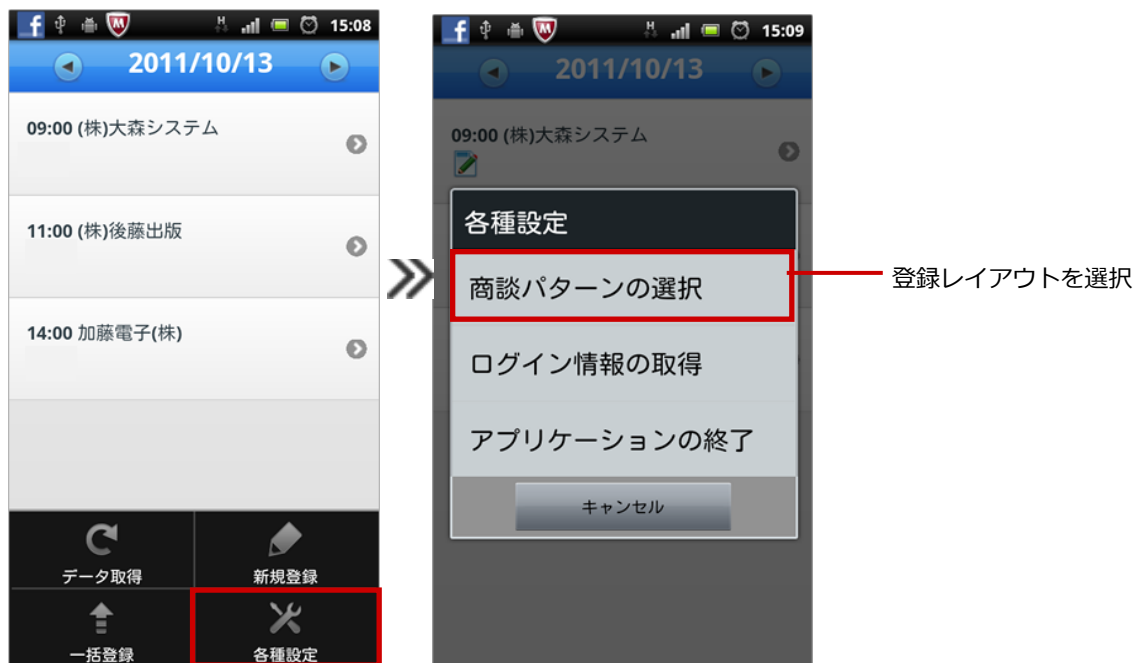 15:08
2011/10/13
09:00 (株)大森システム
11:00 (株)後藤出版
14:00 加藤電子(株)
データ取得
新規登録
一括登録
各種設定
15:09
2011/10/13
09:00 (株)大森システム
各種設定
商談パターンの選択
ログイン情報の取得
アプリケーションの終了
キャンセル
登録レイアウトを選択